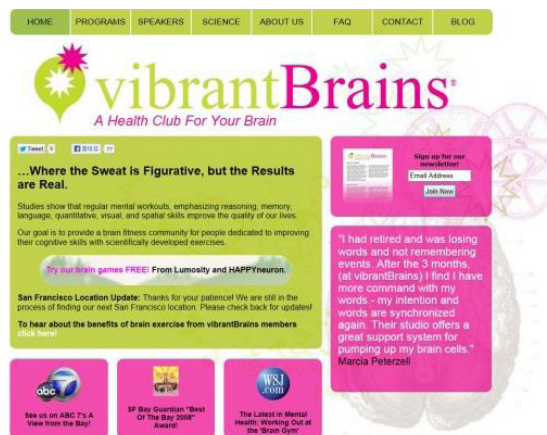 HOME PROGRAMS SPEAKERS SCIENCE ABOUT US FAQ CONTACT BLOG
vibrantBrains
A Health Club For Your Brain
Tweet 9 77
...Where the Sweat is Figurative, but the Results
are Real.
Studies show that regular mental workouts, emphasizing reasoning, memory,
language, quantitative, visual, and spatial skills improve the quality of our lives.
Our goal is to provide a brain fitness community for people dedicated to improving
their cognitive skills with scientifically developed exercises.
Try our brain games FREE! From Lumosity and HAPPYneuron.
San Francisco Location Update: Thanks for your patience! We are still in the
process of finding our next San Francisco location. Please check back for updates!
To hear about the benefits of brain exercise from vibrantBrains members
click here!
Sign up for our
newsletter!
Email Address
Join Now
"I had retired and was losing
words and not remembering
events. After the 3 months,
(at vibrantBrains) I find I have
more command with my
words - my intention and
words are synchronized
again. Their studio offers a
great support system for
pumping up my brain cells."
Marcia Peterzell
abc 7
See us on ABC 7's A
View from the Bay!
SF Bay Guardian "Best
Of The Bay 2008"
Award!
WSJ
.com
The Latest in Mental
Health: Working Out at
the 'Brain Gym'